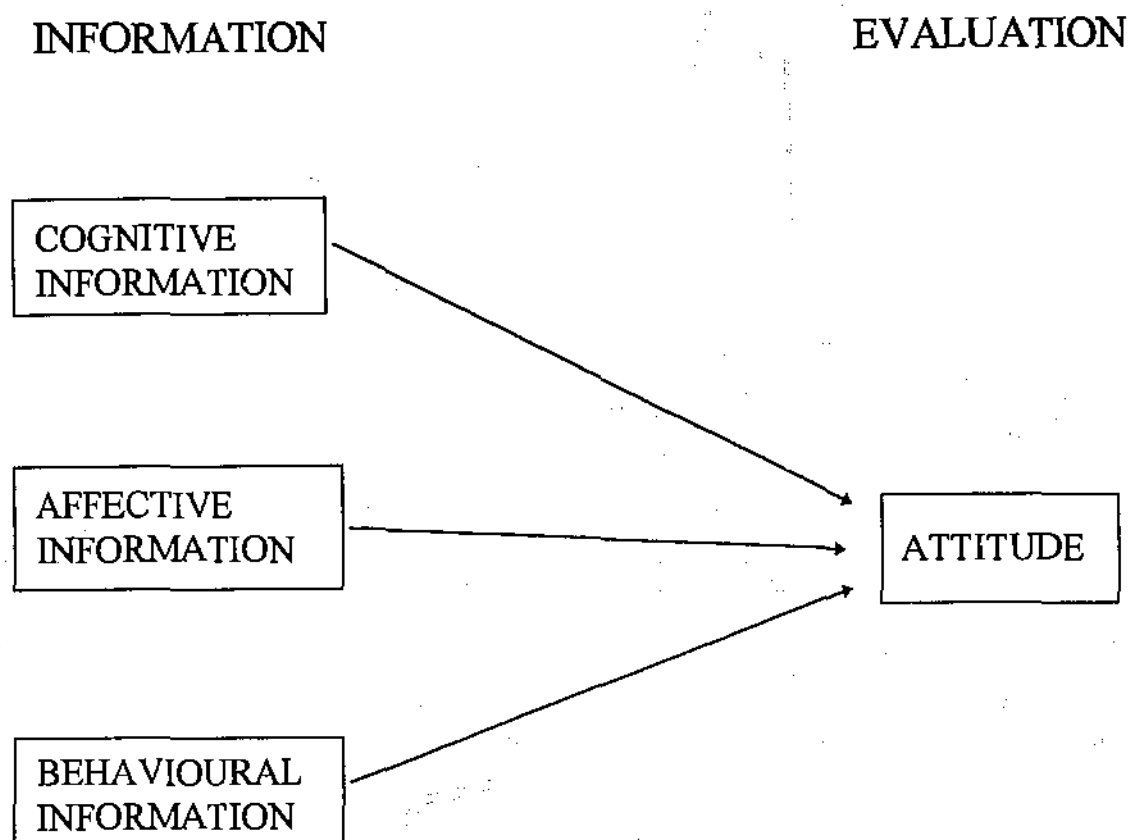 INFORMATION
EVALUATION
COGNITIVE
INFORMATION
AFFECTIVE
INFORMATION
ATTITUDE
BEHAVIOURAL
INFORMATION